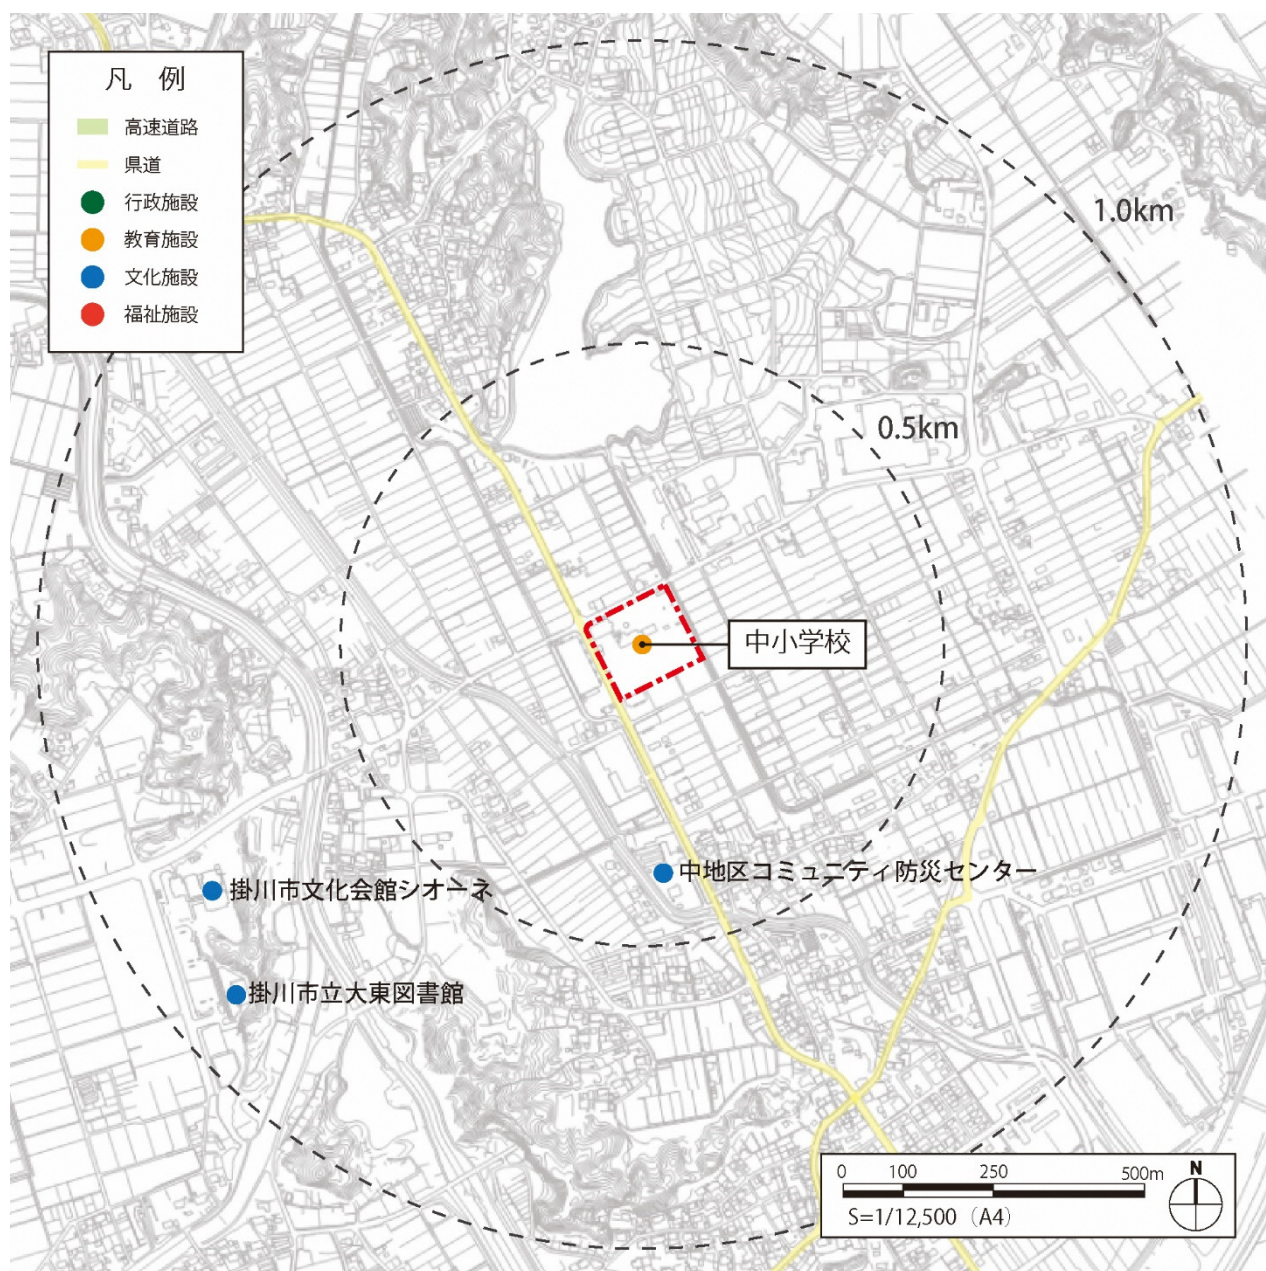 凡　例
高速道路
県道
行政施設
教育施設
文化施設
福祉施設
1.0km
0.5km
中小学校
中地区コミュニティ防災センター
掛川市文化会館シオーネ
掛川市立大東図書館
0 100 250 500m
N
S=1/12,500（A4）